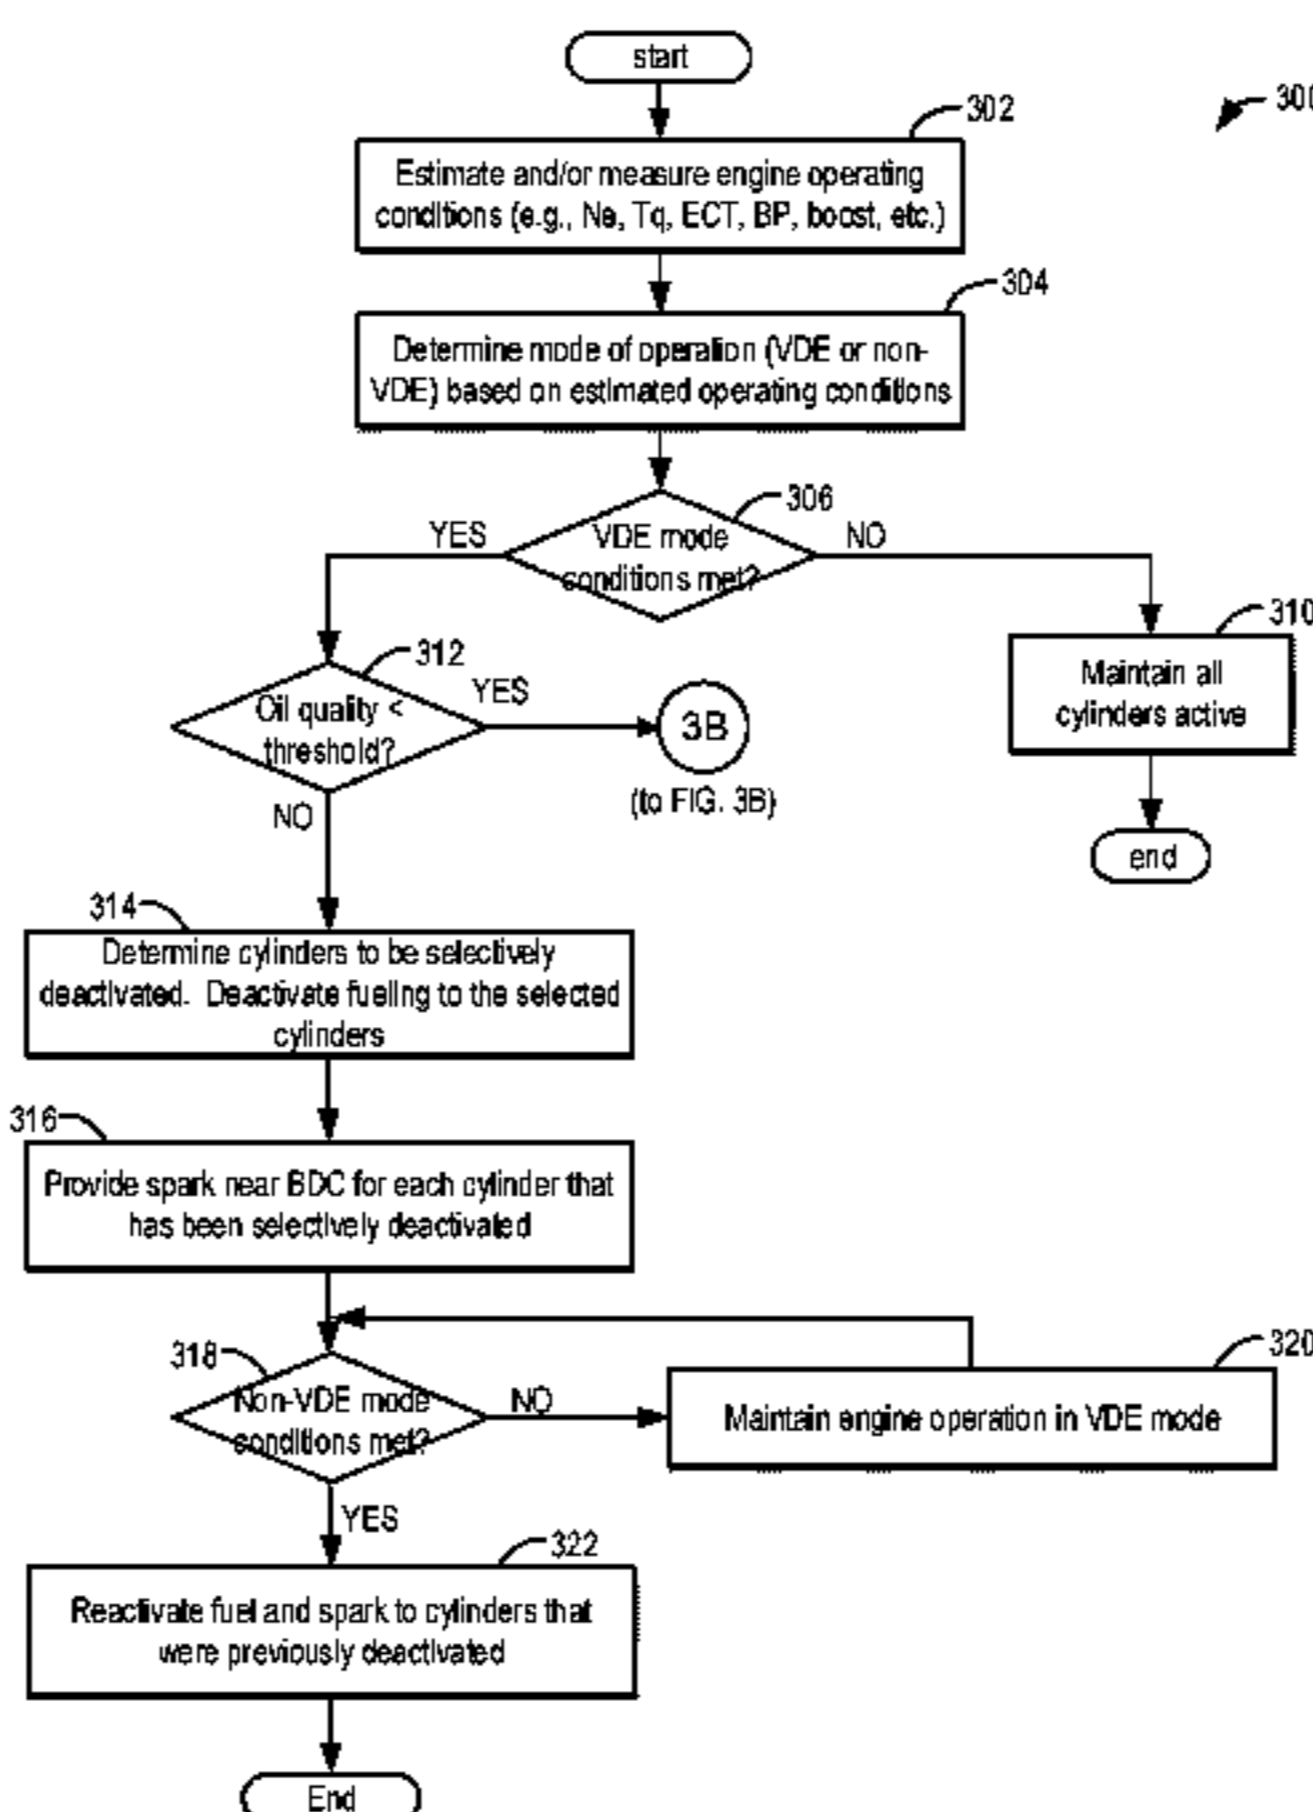 start
300
302
Estimate and/or measure engine operating
conditions (e.g., Ne, Tq, ECT, BP, boost, etc.)
304
Determine mode of operation (VDE or non-
VDE) based on estimated operating conditions
306
YES
VDE mode
conditions met?
NO
310
Maintain all
cylinders active
end
312
Oil quality <
threshold?
YES
3B
(to FIG. 3B)
NO
314
Determine cylinders to be selectively
deactivated. Deactivate fueling to the selected
cylinders
316
Provide spark near BDC for each cylinder that
has been selectively deactivated
318
Non-VDE mode
conditions met?
NO
320
Maintain engine operation in VDE mode
YES
322
Reactivate fuel and spark to cylinders that
were previously deactivated
End